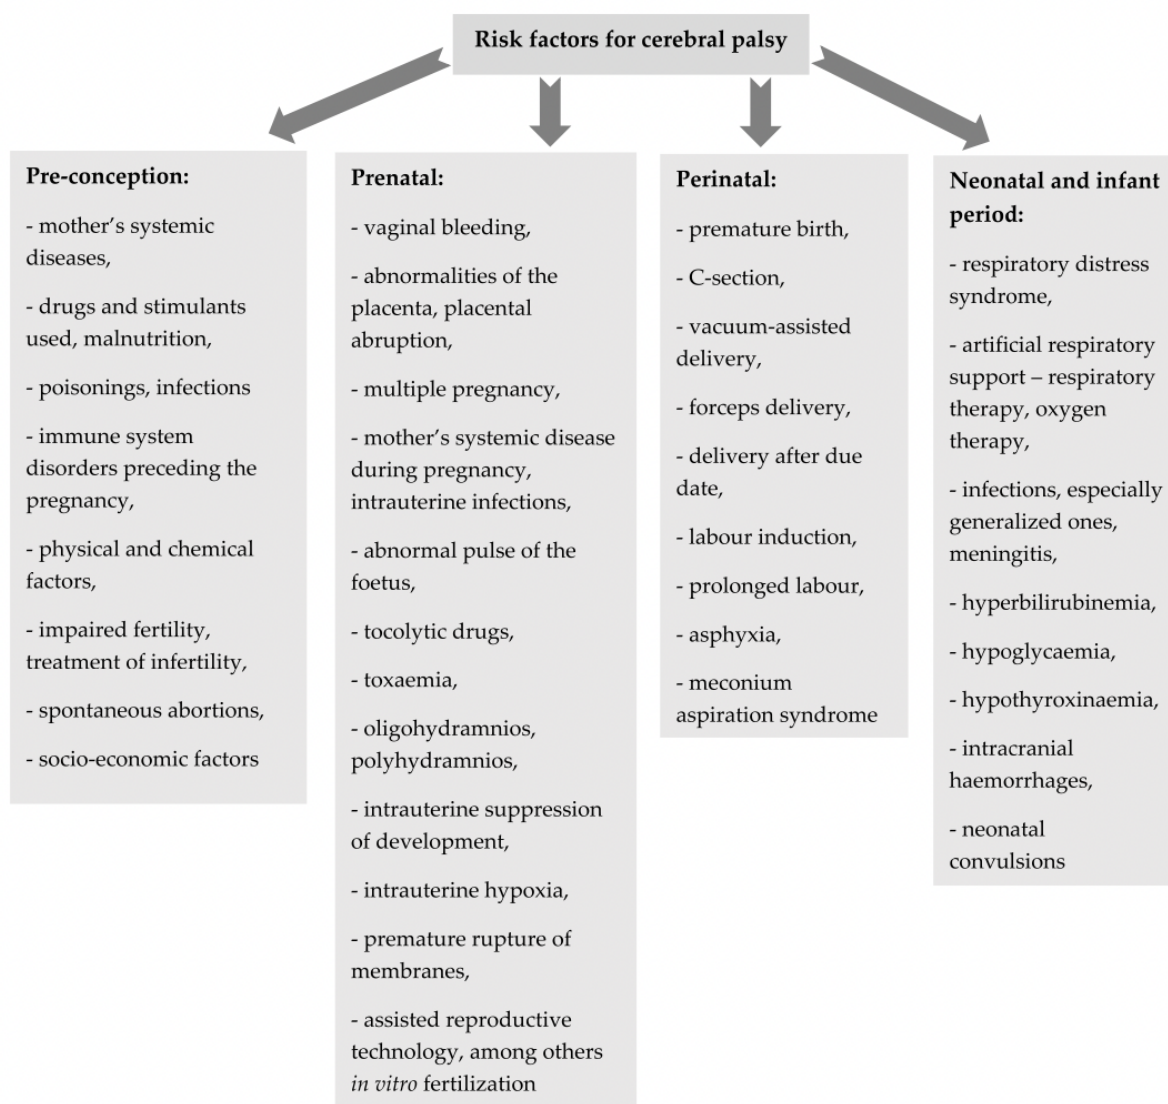 Risk factors for cerebral palsy
Pre-conception:
- mother's systemic
diseases,
- drugs and stimulants
used, malnutrition,
- poisonings, infections
- immune system
disorders preceding the
pregnancy,
- physical and chemical
factors,
- impaired fertility,
treatment of infertility,
- spontaneous abortions,
- socio-economic factors
Prenatal:
- vaginal bleeding,
- abnormalities of the
placenta, placental
abruption,
- multiple pregnancy,
- mother's systemic disease
during pregnancy,
intrauterine infections,
- abnormal pulse of the
foetus,
- tocolytic drugs,
- toxaemia,
- oligohydramnios,
polyhydramnios,
- intrauterine suppression
of development,
- intrauterine hypoxia,
- premature rupture of
membranes,
- assisted reproductive
technology, among others
in vitro fertilization
Perinatal:
- premature birth,
- C-section,
- vacuum-assisted
delivery,
- forceps delivery,
- delivery after due
date,
- labour induction,
- prolonged labour,
- asphyxia,
- meconium
aspiration syndrome
Neonatal and infant
period:
- respiratory distress
syndrome,
- artificial respiratory
support – respiratory
therapy, oxygen
therapy,
- infections, especially
generalized ones,
meningitis,
- hyperbilirubinemia,
- hypoglycaemia,
- hypothyroxinaemia,
- intracranial
haemorrhages,
- neonatal
convulsions